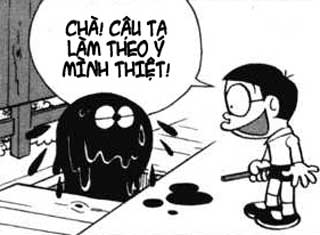 CHÀ! CẬU TA
LÀM THEO Ý
MÌNH THIỆT!